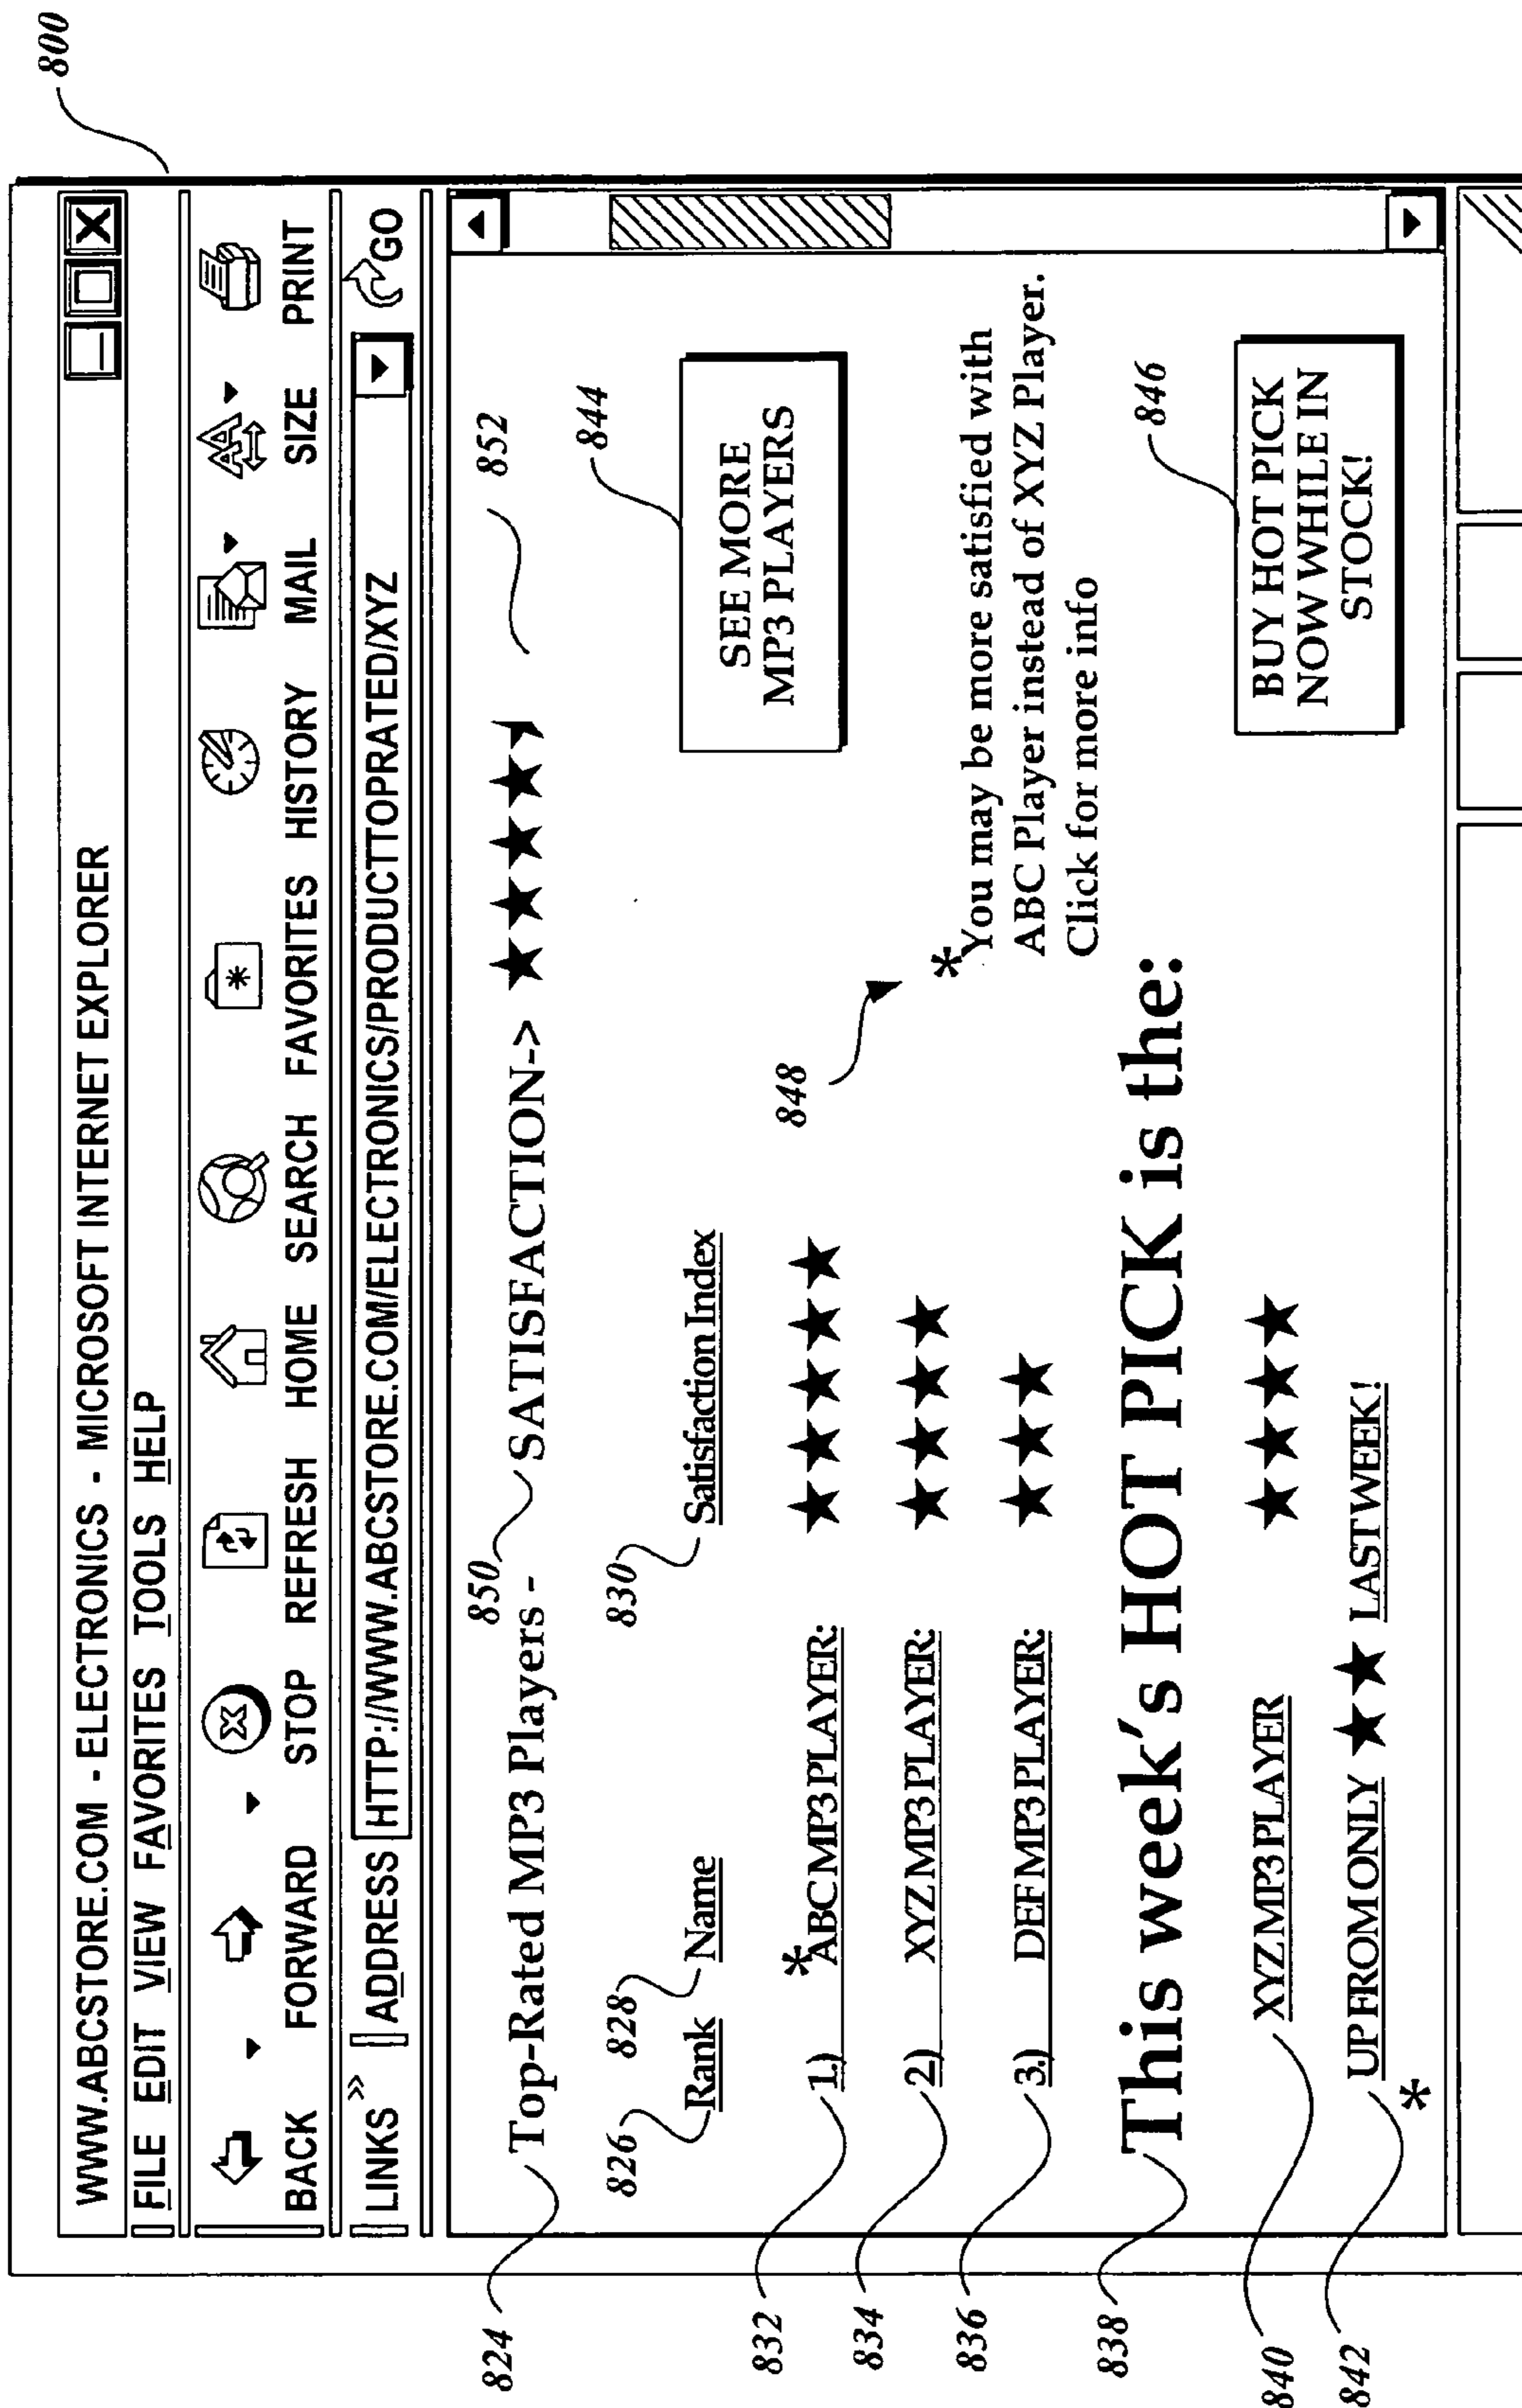 800
WWW.ABCSTORE.COM - ELECTRONICS - MICROSOFT INTERNET EXPLORER
FILE EDIT VIEW FAVORITES TOOLS HELP
BACK FORWARD STOP REFRESH HOME SEARCH FAVORITES HISTORY MAIL SIZE PRINT
LINKS » ADDRESS HTTP://WWW.ABCSTORE.COM/ELECTRONICS/PRODUCTTOPRATED/XYZ GO
824 850 852
Top-Rated MP3 Players - SATISFACTION-> ★★★★
826 828 830 844
Rank Name Satisfaction Index
SEE MORE
MP3 PLAYERS
832 1.) *ABC MP3 PLAYER: ★★★★★
834 2.) XYZ MP3 PLAYER: ★★★★
836 3.) DEF MP3 PLAYER: ★★★
848
*You may be more satisfied with
ABC Player instead of XYZ Player.
Click for more info
838 This week's HOT PICK is the:
846
840 XYZ MP3 PLAYER ★★★★
BUY HOT PICK
NOW WHILE IN
STOCK!
842 UP FROM ONLY ★★ LAST WEEK!
*